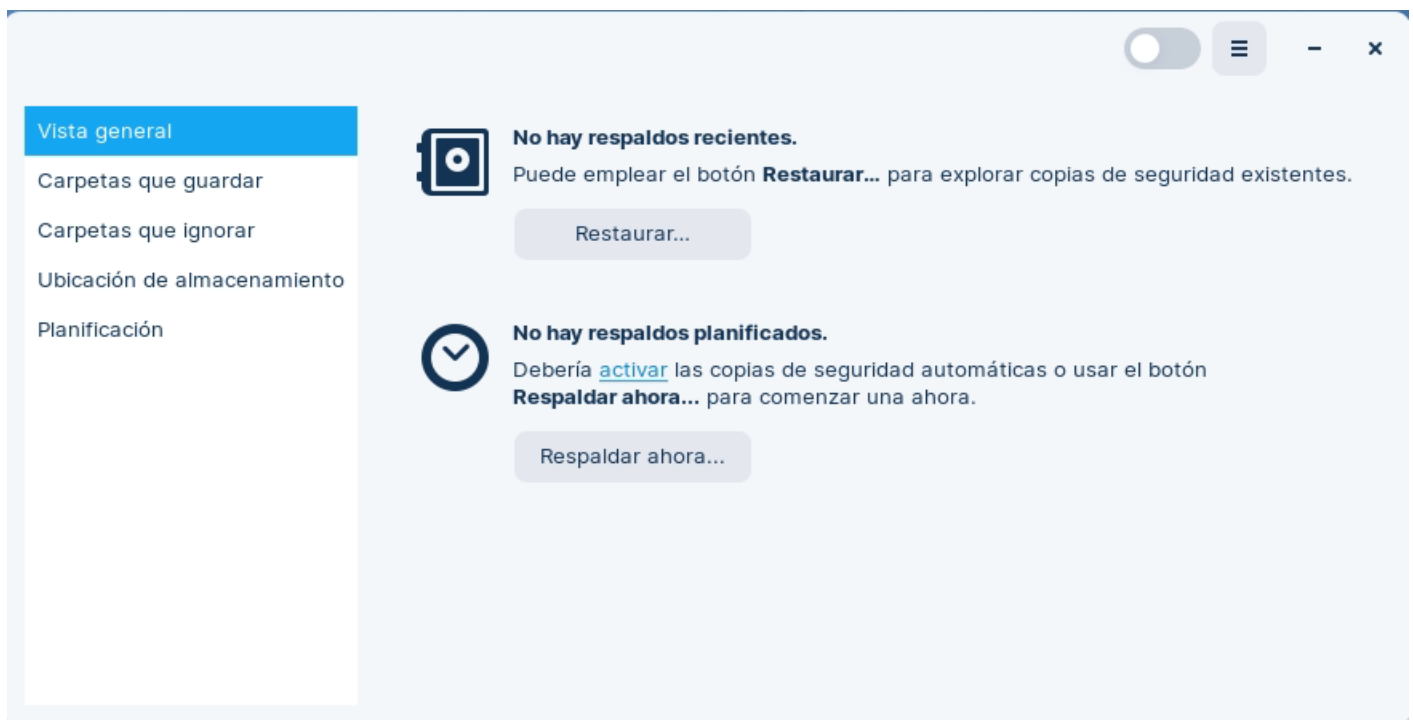 Vista general
Carpetas que guardar
Carpetas que ignorar
Ubicación de almacenamiento
Planificación
No hay respaldos recientes.
Puede emplear el botón Restaurar... para explorar copias de seguridad existentes.
Restaurar...
No hay respaldos planificados.
Debería activar las copias de seguridad automáticas o usar el botón
Respaldar ahora... para comenzar una ahora.
Respaldar ahora...